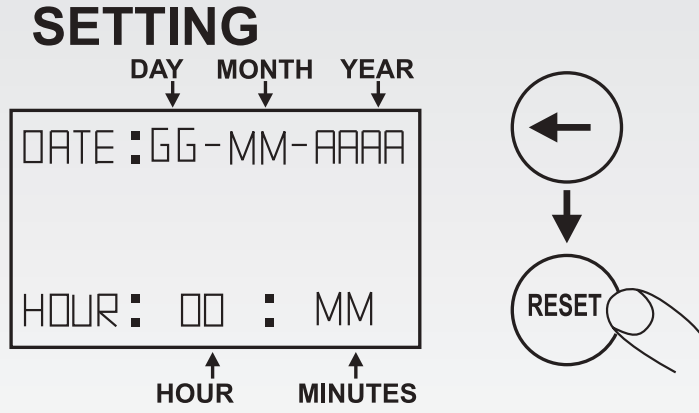 SETTING
DAY MONTH YEAR
DATE:GG-MM-AAAA
HOUR: OO : MM
HOUR MINUTES
RESET